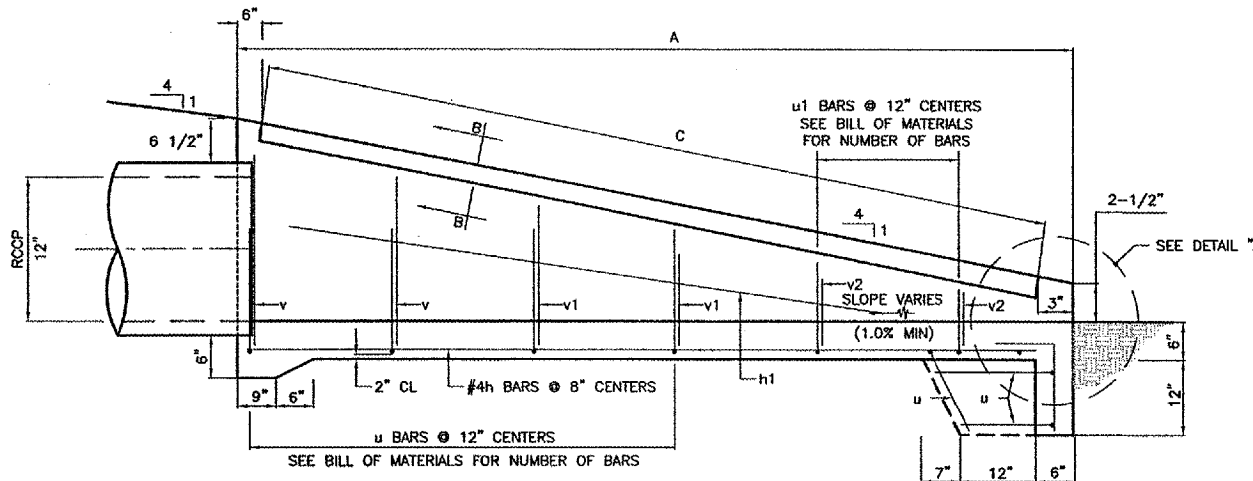 6"
A
4
1
6 1/2"
B
B
C
u1 BARS @ 12" CENTERS
SEE BILL OF MATERIALS
FOR NUMBER OF BARS
4
1
2-1/2"
SEE DETAIL "
RCCP
12"
v
v
v1
v1
v2
v2
SLOPE VARIES
(1.0% MIN)
3"
6"
12"
6"
9"
6"
2" CL
#4h BARS @ 8" CENTERS
h1
u
u
u BARS @ 12" CENTERS
SEE BILL OF MATERIALS FOR NUMBER OF BARS
7"
12"
6"